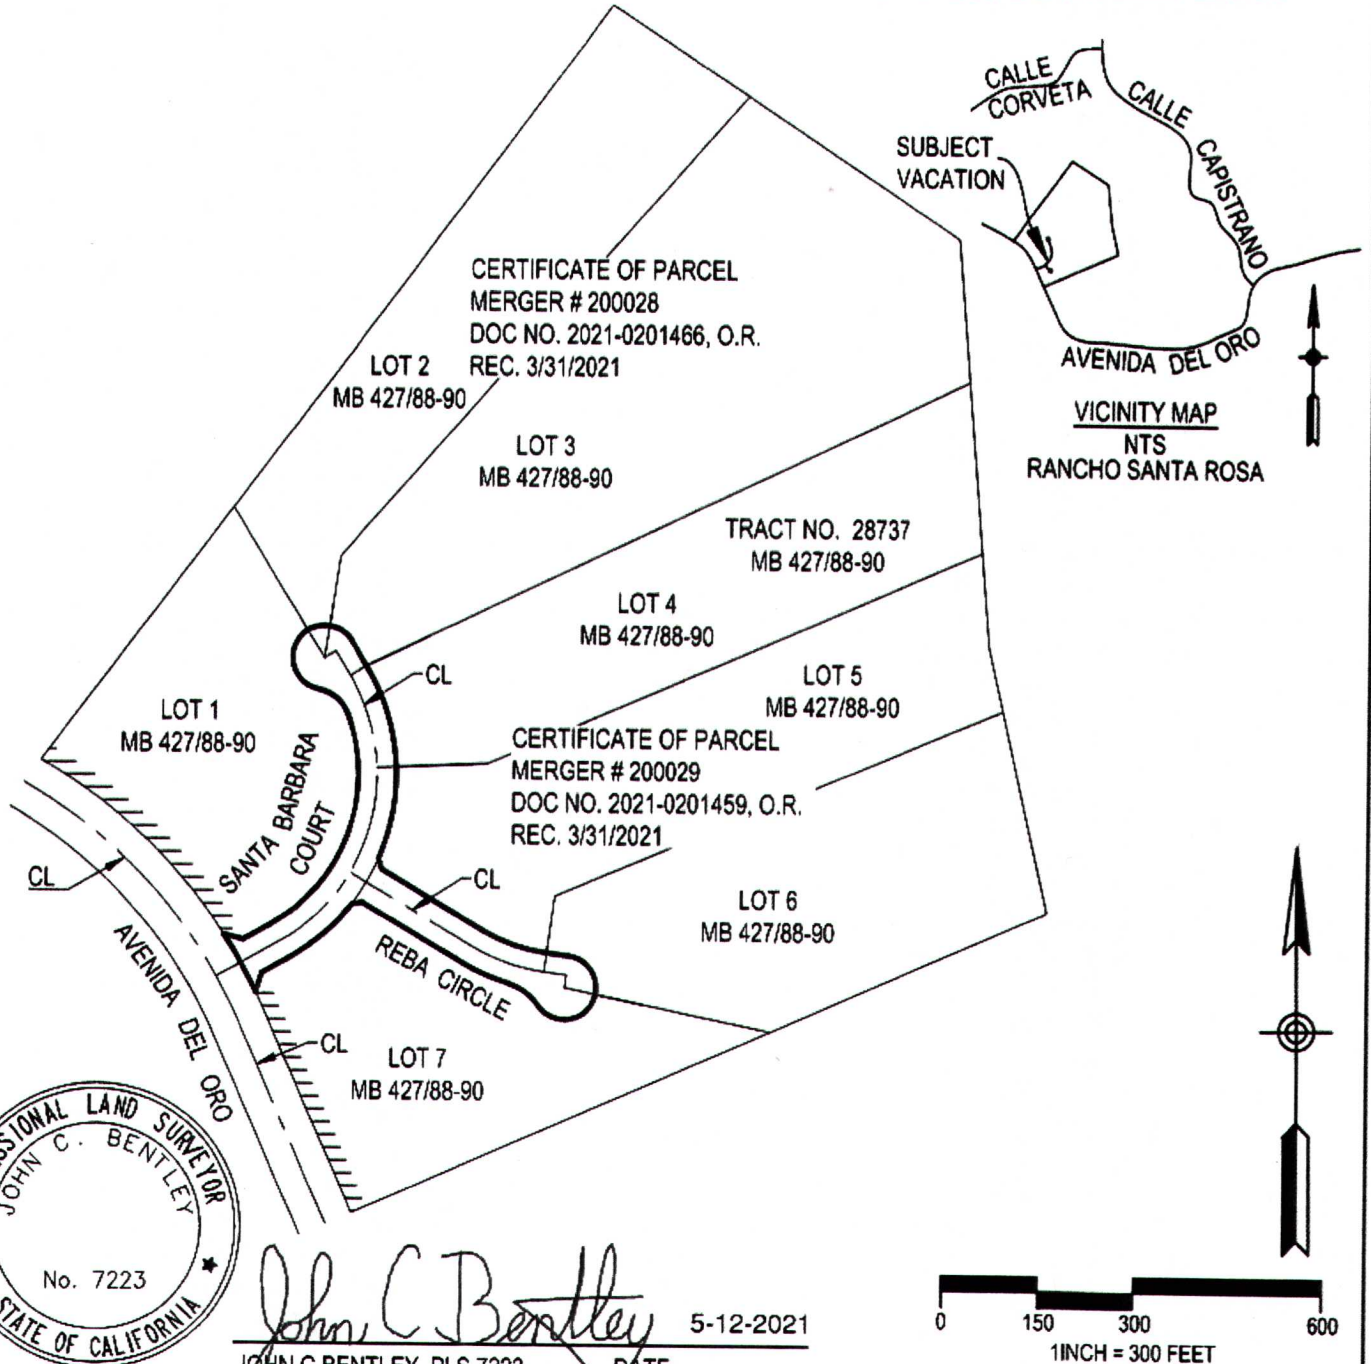 CALLE
CORVETA
CALLE
CAPISTRANO
SUBJECT
VACATION
AVENIDA DEL ORO
VICINITY MAP
NTS
RANCHO SANTA ROSA
CERTIFICATE OF PARCEL
MERGER # 200028
DOC NO. 2021-0201466, O.R.
REC. 3/31/2021
LOT 2
MB 427/88-90
LOT 3
MB 427/88-90
TRACT NO. 28737
MB 427/88-90
LOT 4
MB 427/88-90
CL
LOT 5
MB 427/88-90
LOT 1
MB 427/88-90
SANTA BARBARA
COURT
CERTIFICATE OF PARCEL
MERGER # 200029
DOC NO. 2021-0201459, O.R.
REC. 3/31/2021
CL
CL
LOT 6
MB 427/88-90
REBA CIRCLE
AVENIDA DEL ORO
CL
LOT 7
MB 427/88-90
SSIONAL LAND SURVEYOR
JOHN C. BENTLEY
No. 7223
STATE OF CALIFORNIA
John C Bentley
5-12-2021
JOHN C BENTLEY, PLS 7223 DATE
0 150 300 600
1INCH = 300 FEET